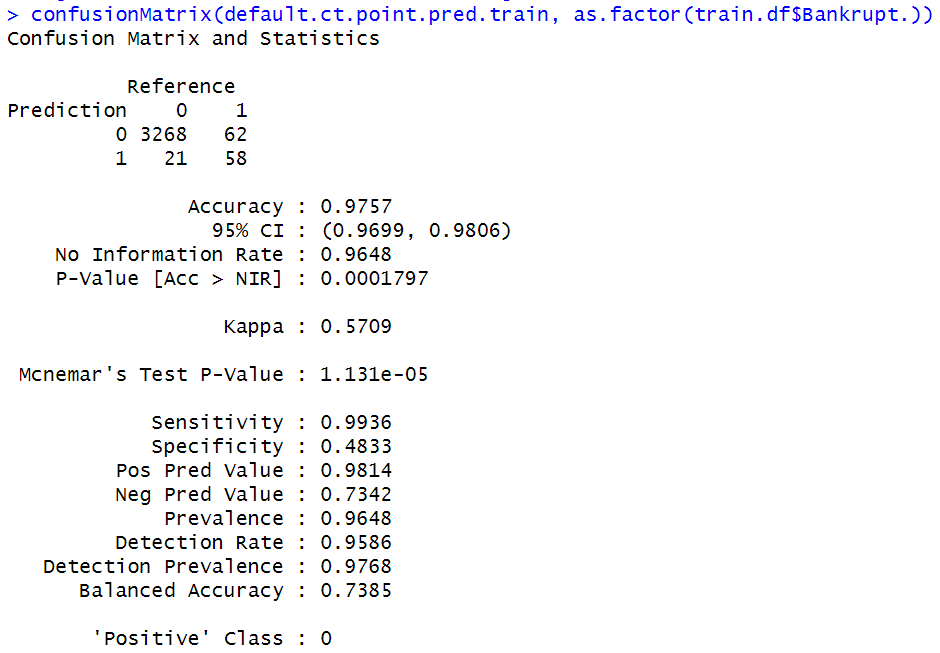 > confusionMatrix(default.ct.point.pred.train, as.factor(train.df$Bankrupt.))
Confusion Matrix and Statistics

          Reference
Prediction    0    1
         0 3268   62
         1   21   58

               Accuracy : 0.9757
                 95% CI : (0.9699, 0.9806)
    No Information Rate : 0.9648
    P-Value [Acc > NIR] : 0.0001797

                  Kappa : 0.5709

 Mcnemar's Test P-Value : 1.131e-05

            Sensitivity : 0.9936
            Specificity : 0.4833
         Pos Pred Value : 0.9814
         Neg Pred Value : 0.7342
             Prevalence : 0.9648
         Detection Rate : 0.9586
   Detection Prevalence : 0.9768
      Balanced Accuracy : 0.7385

       'Positive' Class : 0